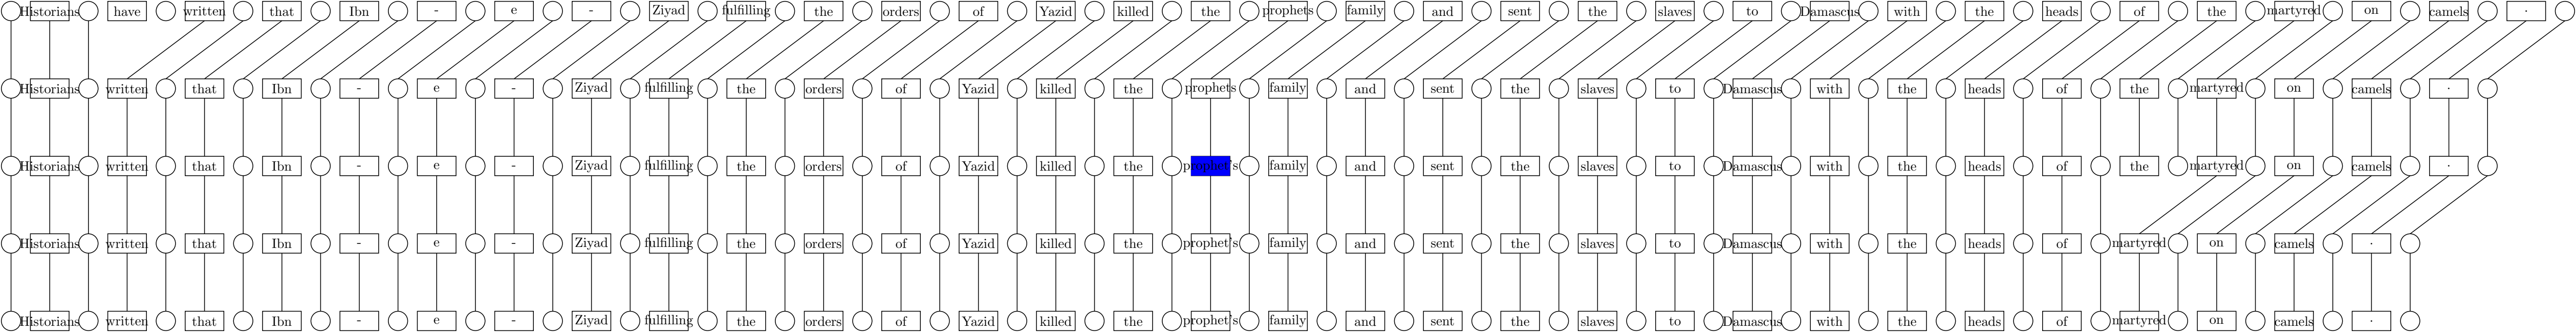 Historians have written that Ibn - e - Ziyad fulfilling the orders of Yazid killed the prophets family and sent the slaves to Damascus with the heads of the martyred on camels .
Historians written that Ibn - e - Ziyad fulfilling the orders of Yazid killed the prophets family and sent the slaves to Damascus with the heads of the martyred on camels .
Historians written that Ibn - e - Ziyad fulfilling the orders of Yazid killed the prophet's family and sent the slaves to Damascus with the heads of the martyred on camels .
Historians written that Ibn - e - Ziyad fulfilling the orders of Yazid killed the prophet's family and sent the slaves to Damascus with the heads of martyred on camels .
Historians written that Ibn - e - Ziyad fulfilling the orders of Yazid killed the prophet's family and sent the slaves to Damascus with the heads of martyred on camels .